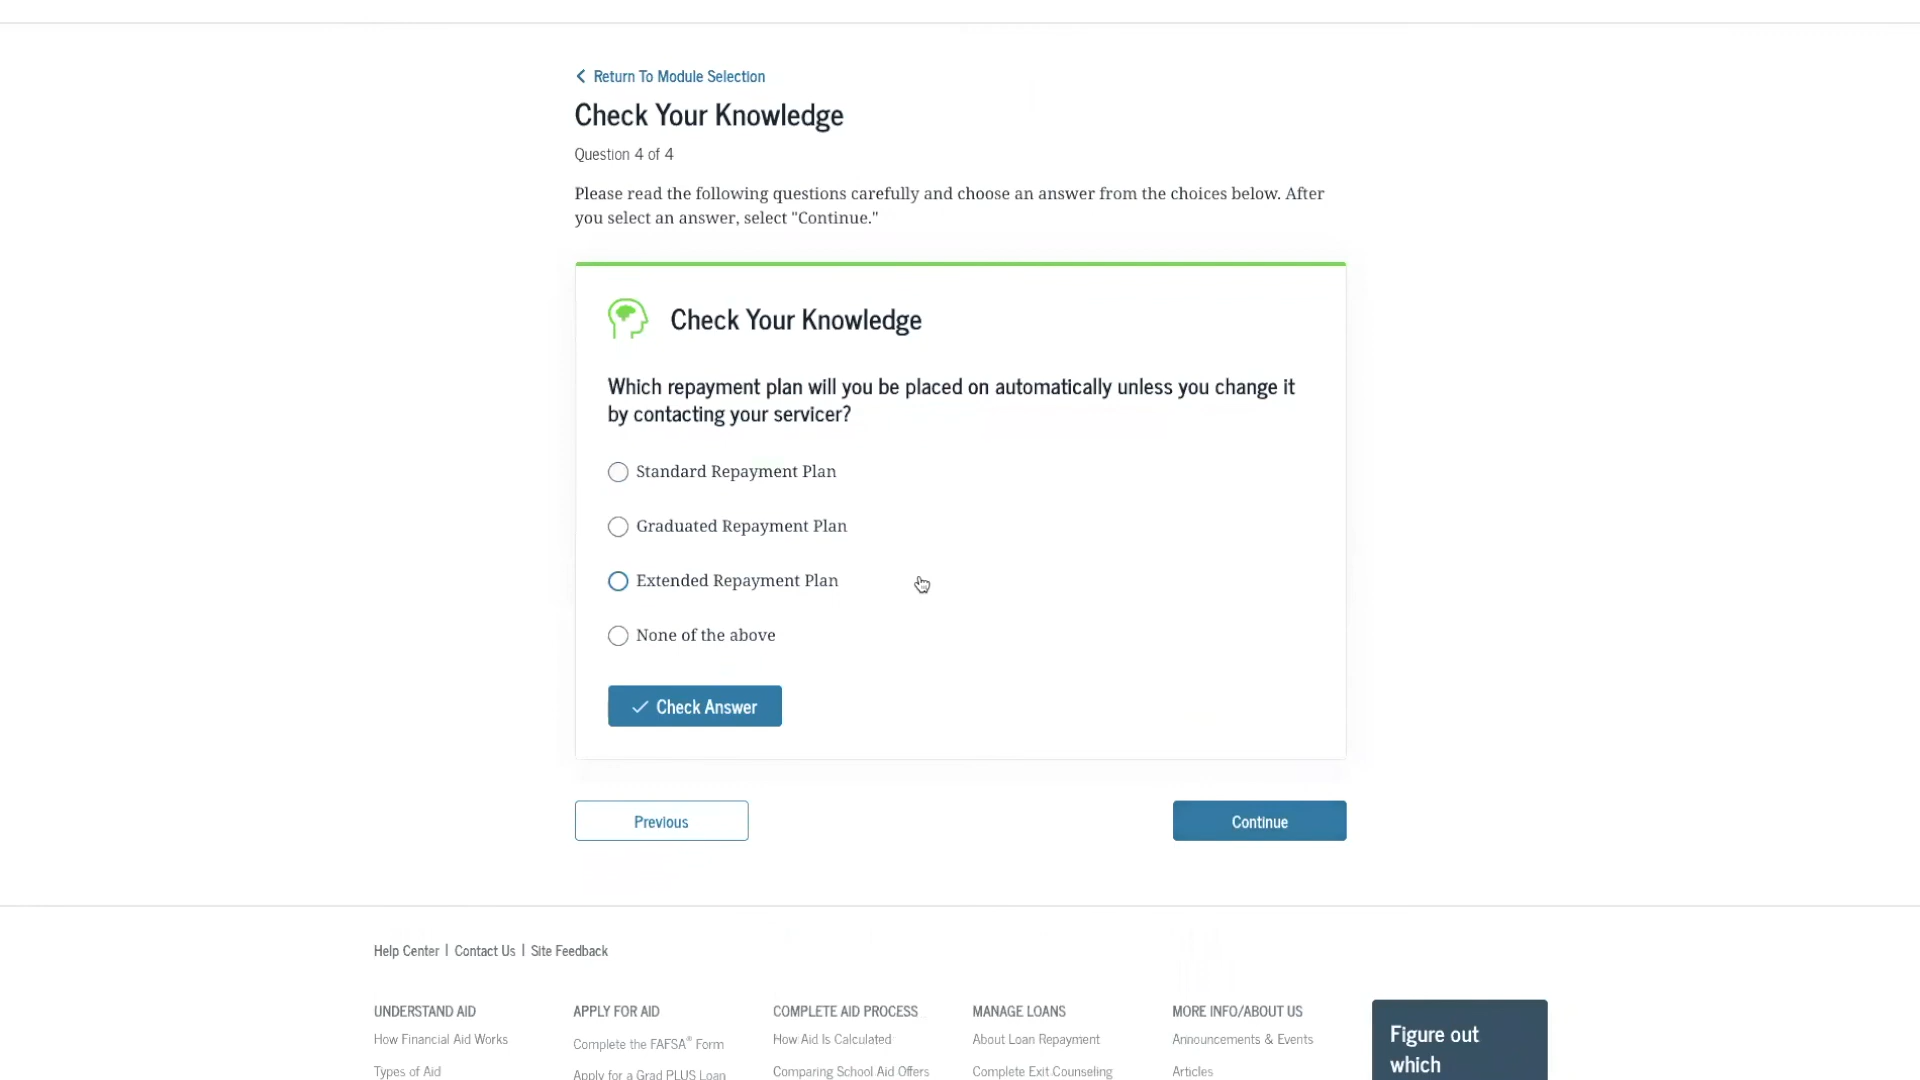 Return To Module Selection
Check Your Knowledge
Question 4 of 4
Please read the following questions carefully and choose an answer from the choices below. After
you select an answer, select "Continue."
Check Your Knowledge
Which repayment plan will you be placed on automatically unless you change it
by contacting your servicer?
Standard Repayment Plan
Graduated Repayment Plan
Extended Repayment Plan
None of the above
Check Answer
Previous
Continue
Help Center | Contact Us | Site Feedback
UNDERSTAND AID
How Financial Aid Works
Types of Aid
APPLY FOR AID
Complete the FAFSA® Form
Apply for a Grad PLUS Loan
COMPLETE AID PROCESS
How Aid Is Calculated
Comparing School Aid Offers
MANAGE LOANS
About Loan Repayment
Complete Exit Counseling
MORE INFO/ABOUT US
Announcements & Events
Articles
Figure out
which